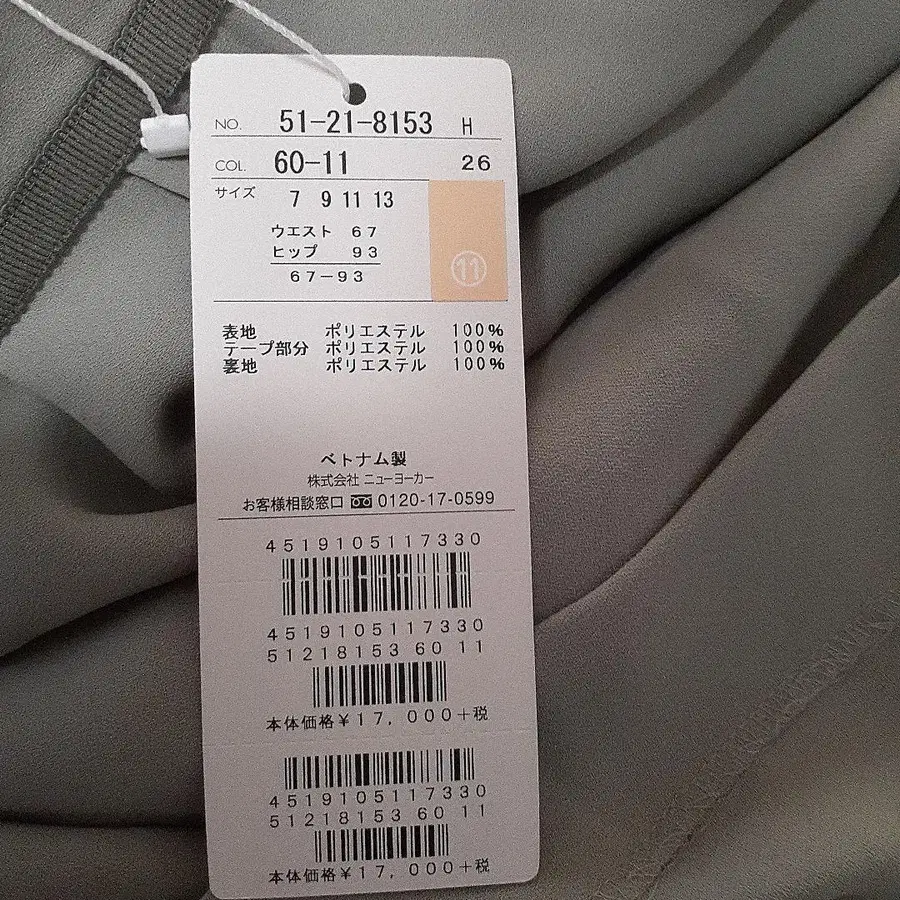 NO. 51-21-8153 H
COL. 60-11 26
サイズ 7 9 11 13
ウエスト 67
ヒップ 93
67-93
⑪
表地 ポリエステル 100%
テープ部分 ポリエステル 100%
裏地 ポリエステル 100%
ベトナム製
株式会社 ニューヨーカー
お客様相談窓口 0120-17-0599
4519105117330
4519105117330
51218153 60 11
本体価格¥17,000+税
4519105117330
51218153 60 11
本体価格¥17,000+税